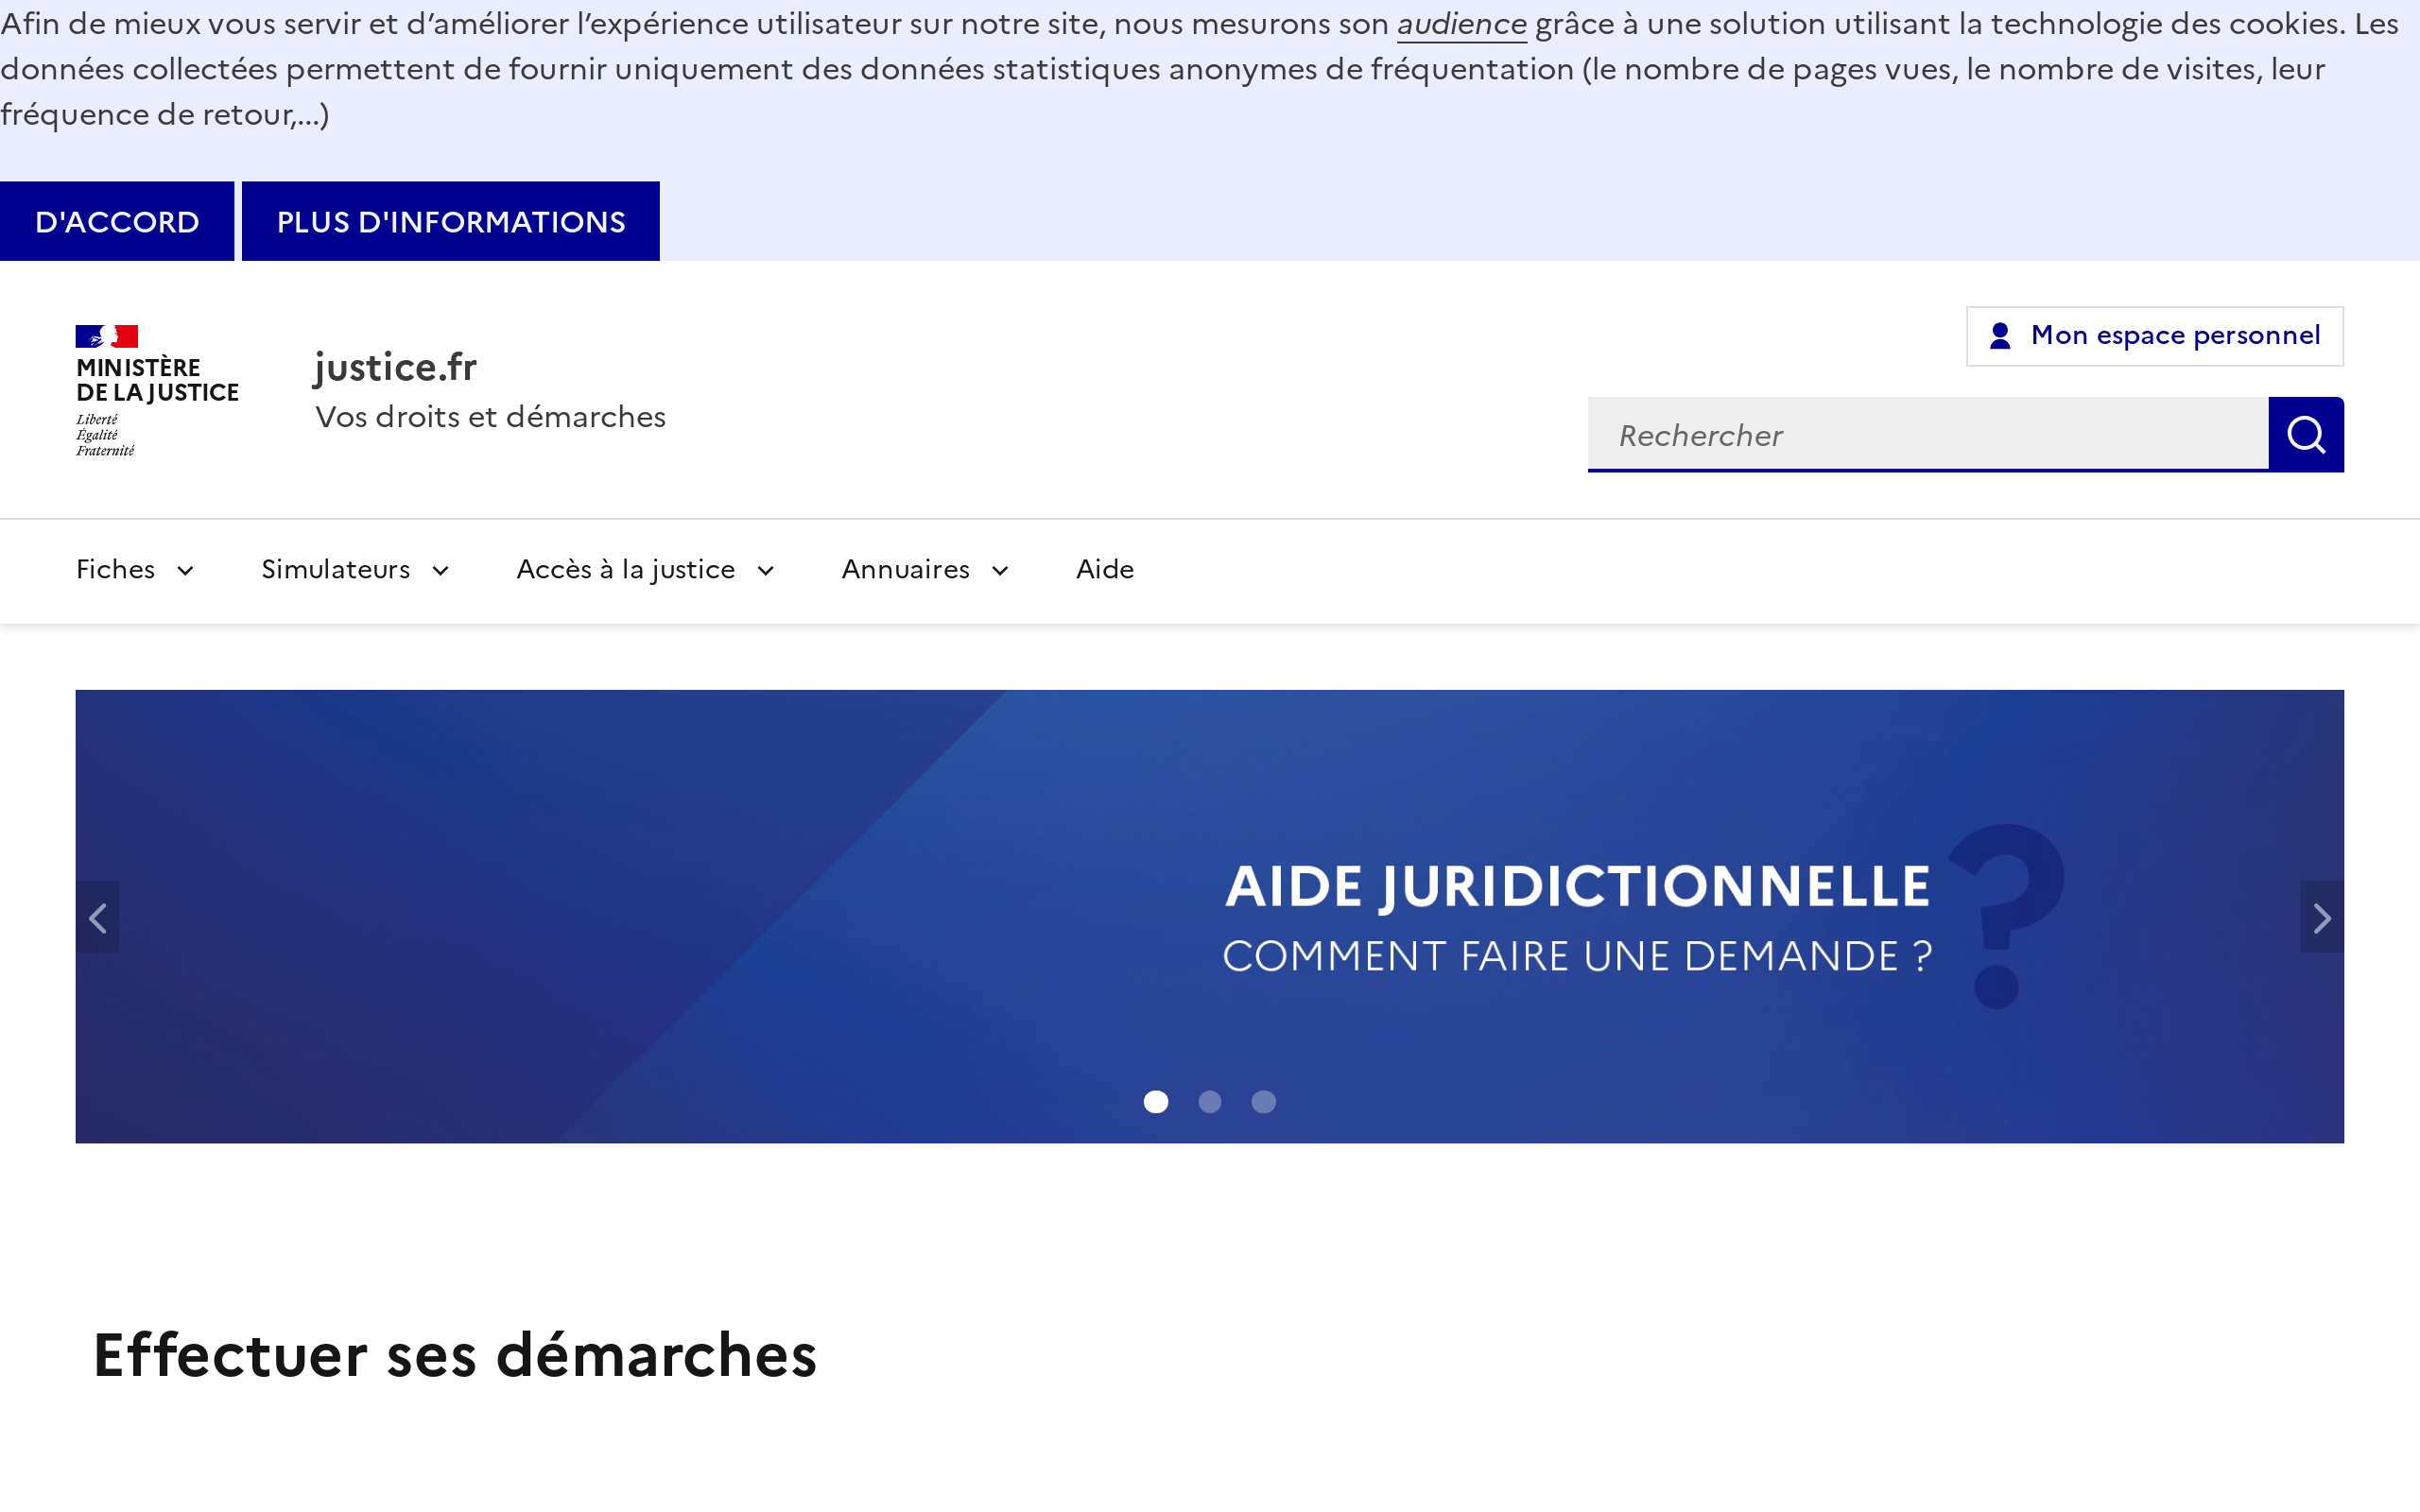 Afin de mieux vous servir et d’améliorer l’expérience utilisateur sur notre site, nous mesurons son audience grâce à une solution utilisant la technologie des cookies. Les
données collectées permettent de fournir uniquement des données statistiques anonymes de fréquentation (le nombre de pages vues, le nombre de visites, leur
fréquence de retour,...)
D'ACCORD
PLUS D'INFORMATIONS
MINISTÈRE
DE LA JUSTICE
Liberté
Égalité
Fraternité
justice.fr
Vos droits et démarches
Mon espace personnel
Rechercher
Fiches
Simulateurs
Accès à la justice
Annuaires
Aide
AIDE JURIDICTIONNELLE
COMMENT FAIRE UNE DEMANDE ?
?
Effectuer ses démarches